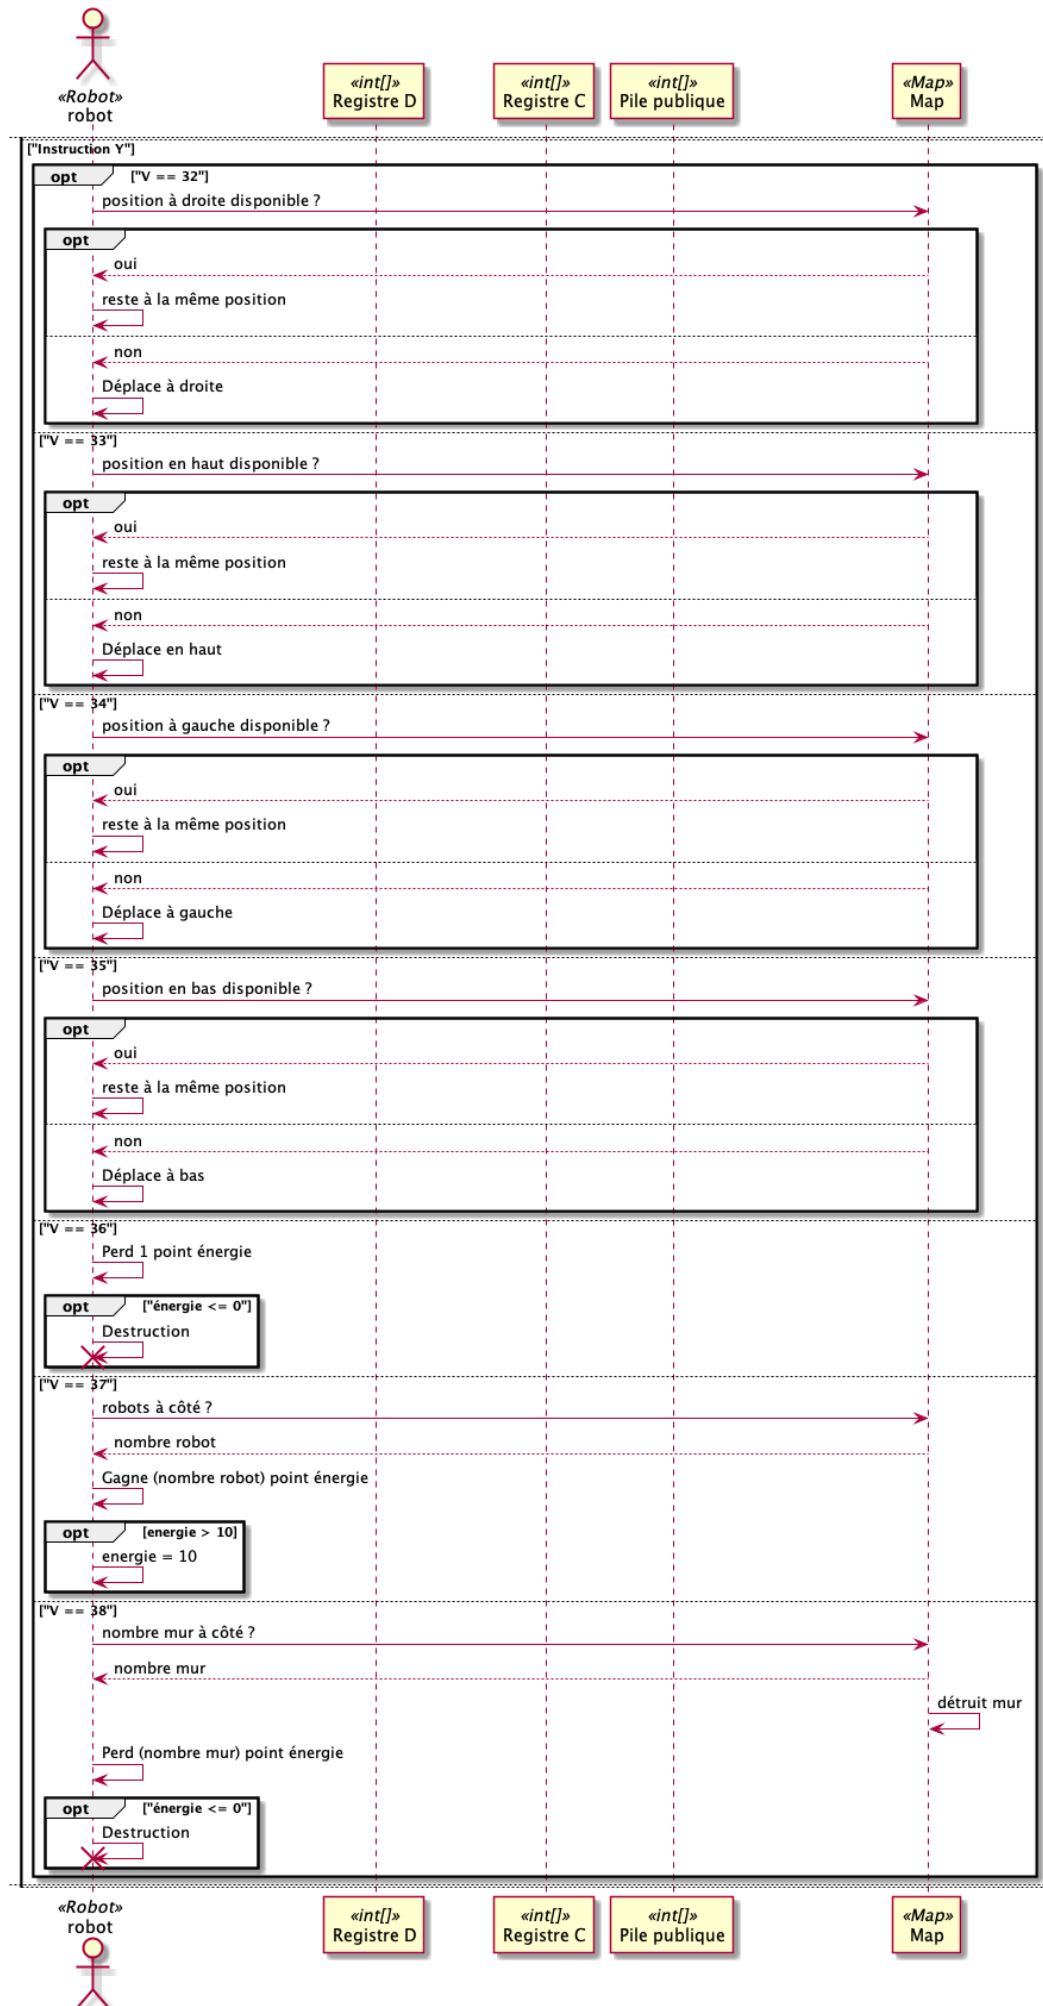 «Robot»
robot
«int[]»
Registre D
«int[]»
Registre C
«int[]»
Pile publique
«Map»
Map
["Instruction Y"]
opt ["V == 32"]
position à droite disponible ?
opt
oui
reste à la même position
non
Déplace à droite
["V == 33"]
position en haut disponible ?
opt
oui
reste à la même position
non
Déplace en haut
["V == 34"]
position à gauche disponible ?
opt
oui
reste à la même position
non
Déplace à gauche
["V == 35"]
position en bas disponible ?
opt
oui
reste à la même position
non
Déplace à bas
["V == 36"]
Perd 1 point énergie
opt ["énergie <= 0"]
Destruction
["V == 37"]
robots à côté ?
nombre robot
Gagne (nombre robot) point énergie
opt [energie > 10]
energie = 10
["V == 38"]
nombre mur à côté ?
nombre mur
détruit mur
Perd (nombre mur) point énergie
opt ["énergie <= 0"]
Destruction
«Robot»
robot
«int[]»
Registre D
«int[]»
Registre C
«int[]»
Pile publique
«Map»
Map